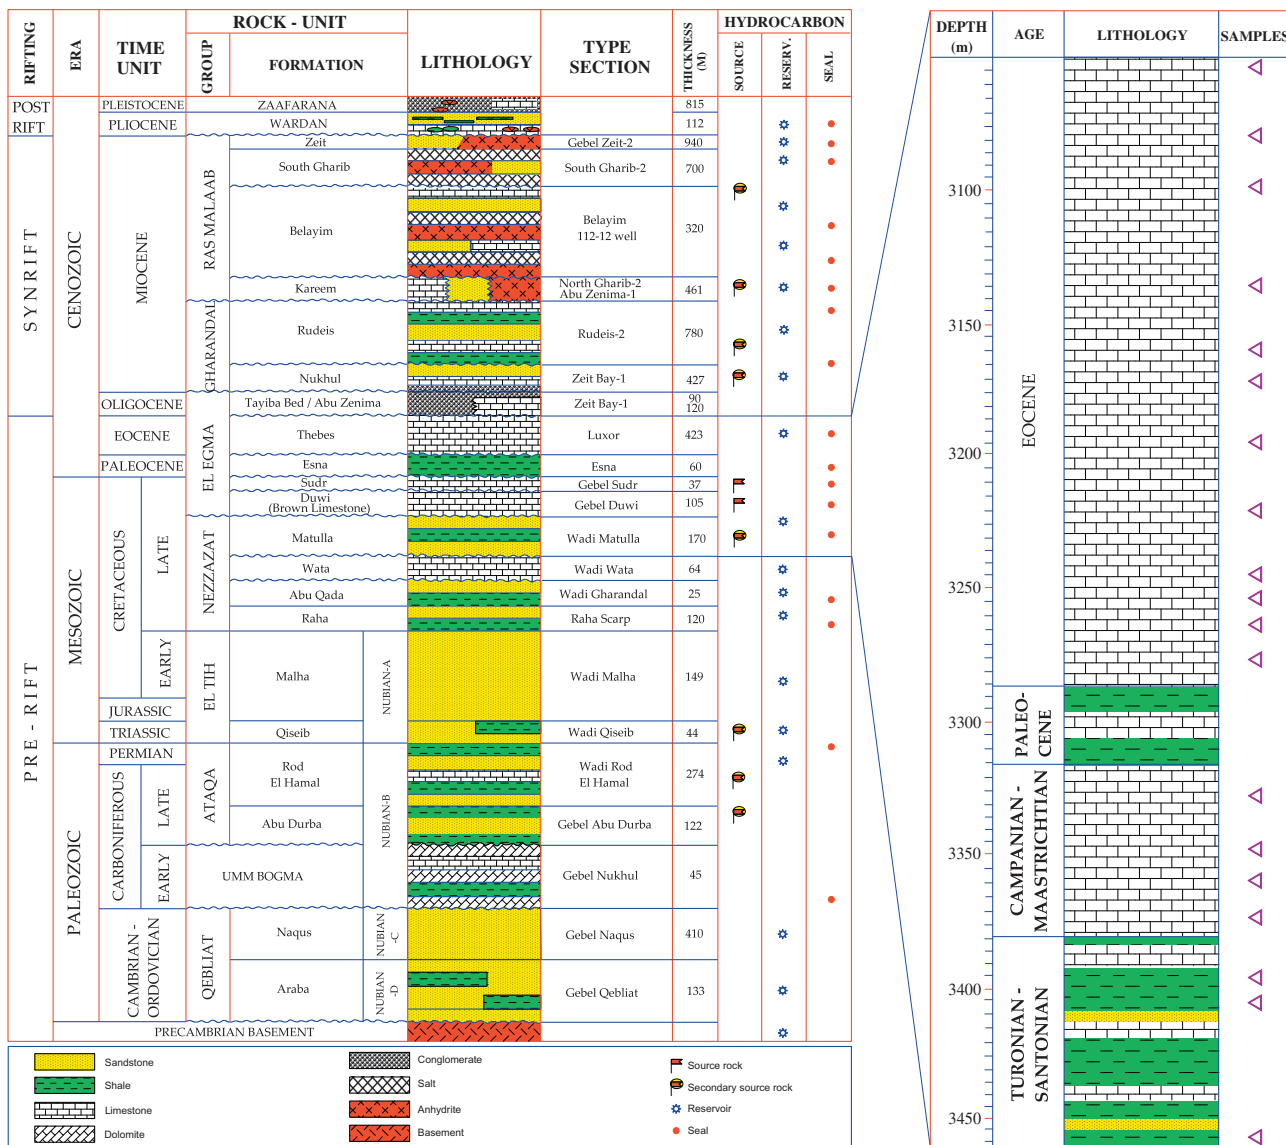 RIFTING
ERA
TIME UNIT
ROCK - UNIT
GROUP
FORMATION
LITHOLOGY
TYPE SECTION
THICKNESS (M)
HYDROCARBON
SOURCE
RESERV.
SEAL
POST RIFT
SYNRIFT
PRE - RIFT
CENOZOIC
MESOZOIC
PALEOZOIC
PLEISTOCENE ZAAFARANA 815
PLIOCENE WARDAN 112
MIOCENE
RAS MALAAB
Zeit Gebel Zeit-2 940
South Gharib South Gharib-2 700
Belayim Belayim 112-12 well 320
Kareem North Gharib-2 Abu Zenima-1 461
GHARANDAL
Rudeis Rudeis-2 780
Nukhul Zeit Bay-1 427
OLIGOCENE Tayiba Bed / Abu Zenima Zeit Bay-1 90 120
EL EGMA
EOCENE Thebes Luxor 423
PALEOCENE Esna Esna 60
CRETACEOUS
LATE
Sudr Gebel Sudr 37
Duwi (Brown Limestone) Gebel Duwi 105
NEZZAZAT
Matulla Wadi Matulla 170
Wata Wadi Wata 64
Abu Qada Wadi Gharandal 25
Raha Raha Scarp 120
EARLY
EL TIH
Malha NUBIAN-A Wadi Malha 149
JURASSIC
TRIASSIC Qiseib Wadi Qiseib 44
PERMIAN
CARBONIFEROUS
LATE
ATAQA
Rod El Hamal NUBIAN-B Wadi Rod El Hamal 274
Abu Durba Gebel Abu Durba 122
EARLY
UMM BOGMA Gebel Nukhul 45
CAMBRIAN - ORDOVICIAN
QEBLIAT
Naqus NUBIAN -C Gebel Naqus 410
Araba NUBIAN -D Gebel Qebliat 133
PRECAMBRIAN BASEMENT
Sandstone
Shale
Limestone
Dolomite
Conglomerate
Salt
Anhydrite
Basement
Source rock
Secondary source rock
Reservoir
Seal
DEPTH (m)
AGE
LITHOLOGY
SAMPLES
3100
3150
3200
3250
3300
3350
3400
3450
EOCENE
PALEO-
CENE
CAMPANIAN -
MAASTRICHTIAN
TURONIAN -
SANTONIAN